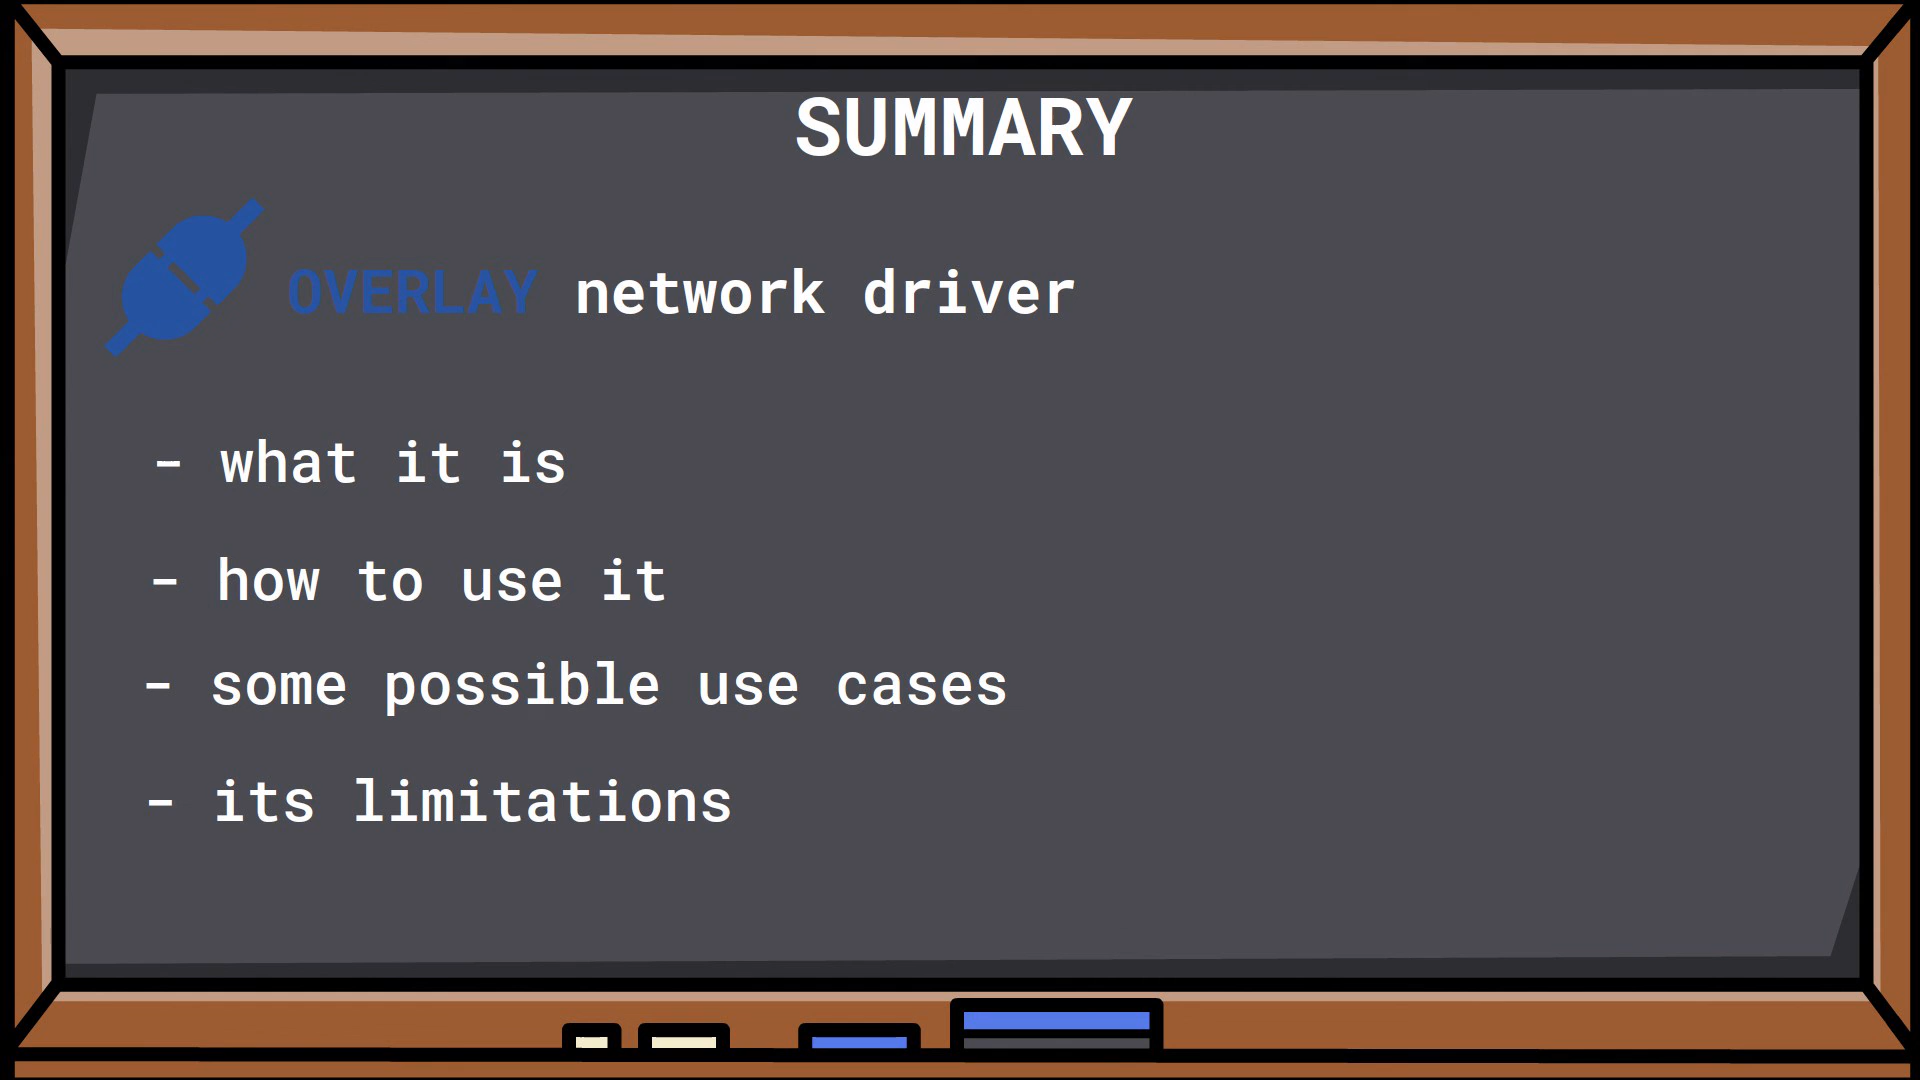 SUMMARY
OVERLAY network driver
- what it is
- how to use it
- some possible use cases
- its limitations